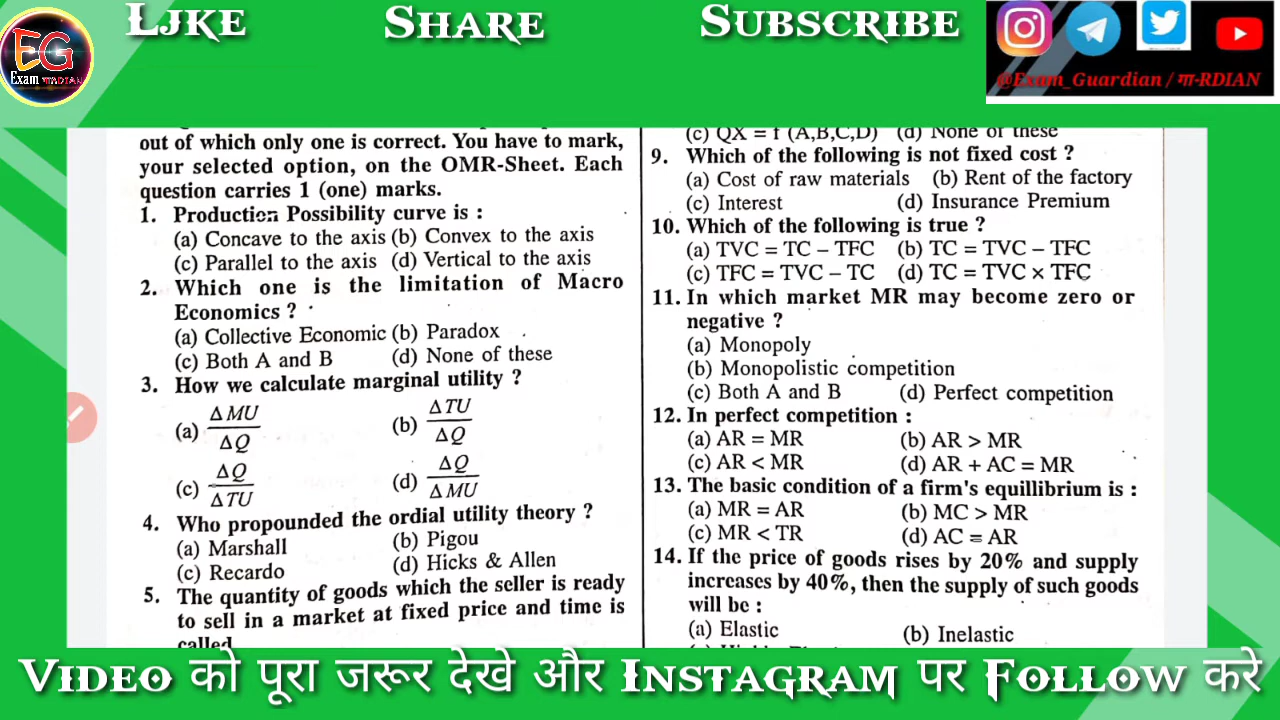 LIKE SHARE SUBSCRIBE
EG
Exam गार्DIAN
@Exam_Guardian / गा-RDIAN
out of which only one is correct. You have to mark,
your selected option, on the OMR-Sheet. Each
question carries 1 (one) marks.
1. Production Possibility curve is :
(a) Concave to the axis (b) Convex to the axis
(c) Parallel to the axis (d) Vertical to the axis
2. Which one is the limitation of Macro
Economics ?
(a) Collective Economic (b) Paradox
(c) Both A and B (d) None of these
3. How we calculate marginal utility ?
(a) ΔMU/ΔQ (b) ΔTU/ΔQ
(c) ΔQ/ΔTU (d) ΔQ/ΔMU
4. Who propounded the ordial utility theory ?
(a) Marshall (b) Pigou
(c) Recardo (d) Hicks & Allen
5. The quantity of goods which the seller is ready
to sell in a market at fixed price and time is
called
(c) QX = f (A,B,C,D) (d) None of these
9. Which of the following is not fixed cost ?
(a) Cost of raw materials (b) Rent of the factory
(c) Interest (d) Insurance Premium
10. Which of the following is true ?
(a) TVC = TC – TFC (b) TC = TVC – TFC
(c) TFC = TVC – TC (d) TC = TVC × TFC
11. In which market MR may become zero or
negative ?
(a) Monopoly
(b) Monopolistic competition
(c) Both A and B (d) Perfect competition
12. In perfect competition :
(a) AR = MR (b) AR > MR
(c) AR < MR (d) AR + AC = MR
13. The basic condition of a firm's equillibrium is :
(a) MR = AR (b) MC > MR
(c) MR < TR (d) AC = AR
14. If the price of goods rises by 20% and supply
increases by 40%, then the supply of such goods
will be :
(a) Elastic (b) Inelastic
Video को पूरा जरूर देखे और Instagram पर Follow करे